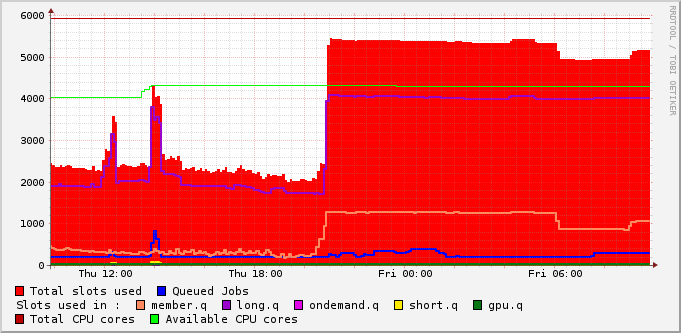 RRDTOOL / TOBI OETIKER
6000
5000
4000
3000
2000
1000
0
Thu 12:00 Thu 18:00 Fri 00:00 Fri 06:00
Total slots used Queued Jobs
Slots used in : member.q long.q ondemand.q short.q gpu.q
Total CPU cores Available CPU cores